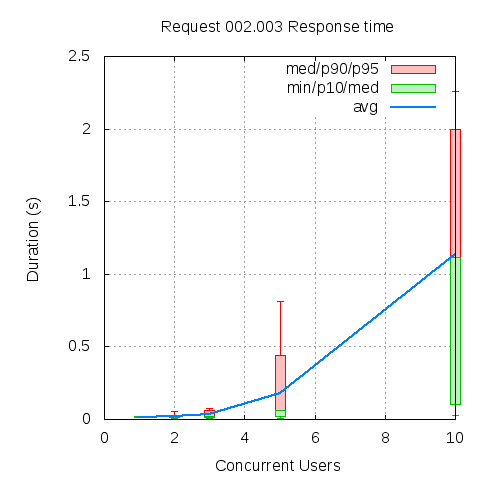 Request 002.003 Response time
med/p90/p95
min/p10/med
avg
2.5
2
1.5
1
0.5
0
Duration (s)
0 2 4 6 8 10
Concurrent Users